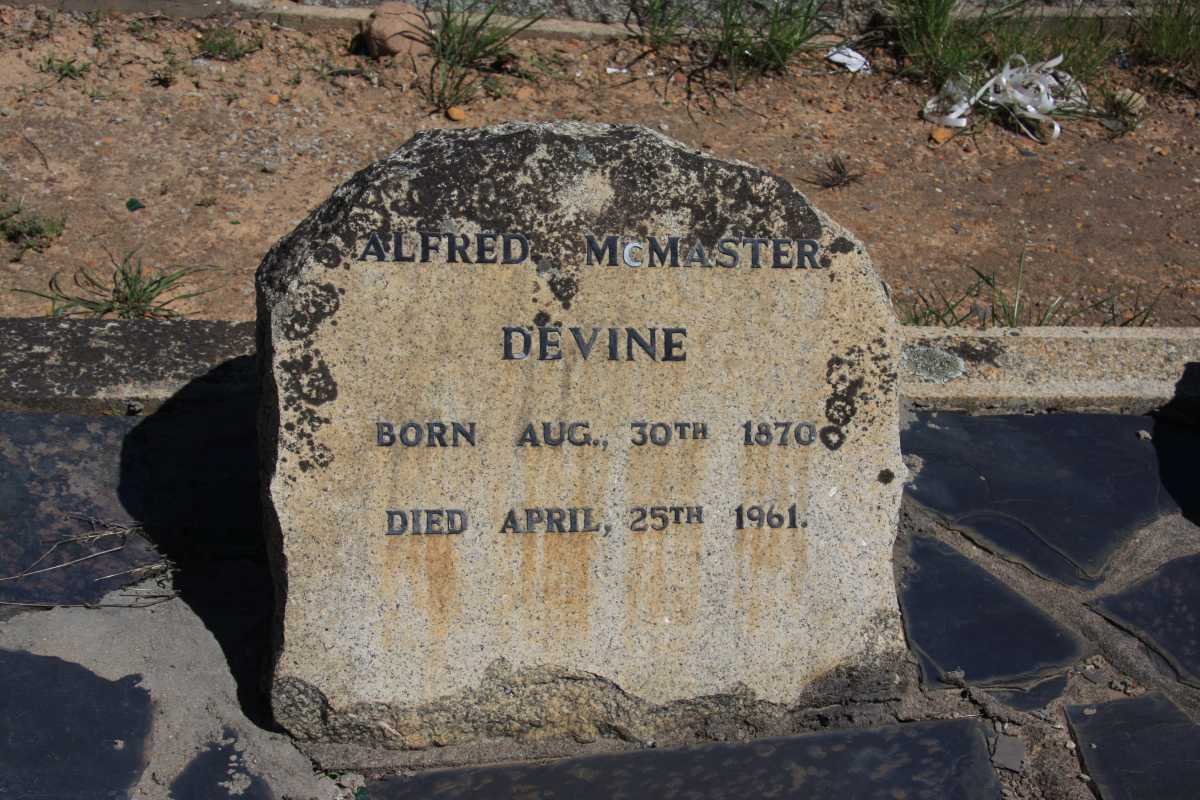 ALFRED McMASTER
DEVINE
BORN AUG., 30TH 1870
DIED APRIL, 25TH 1961.